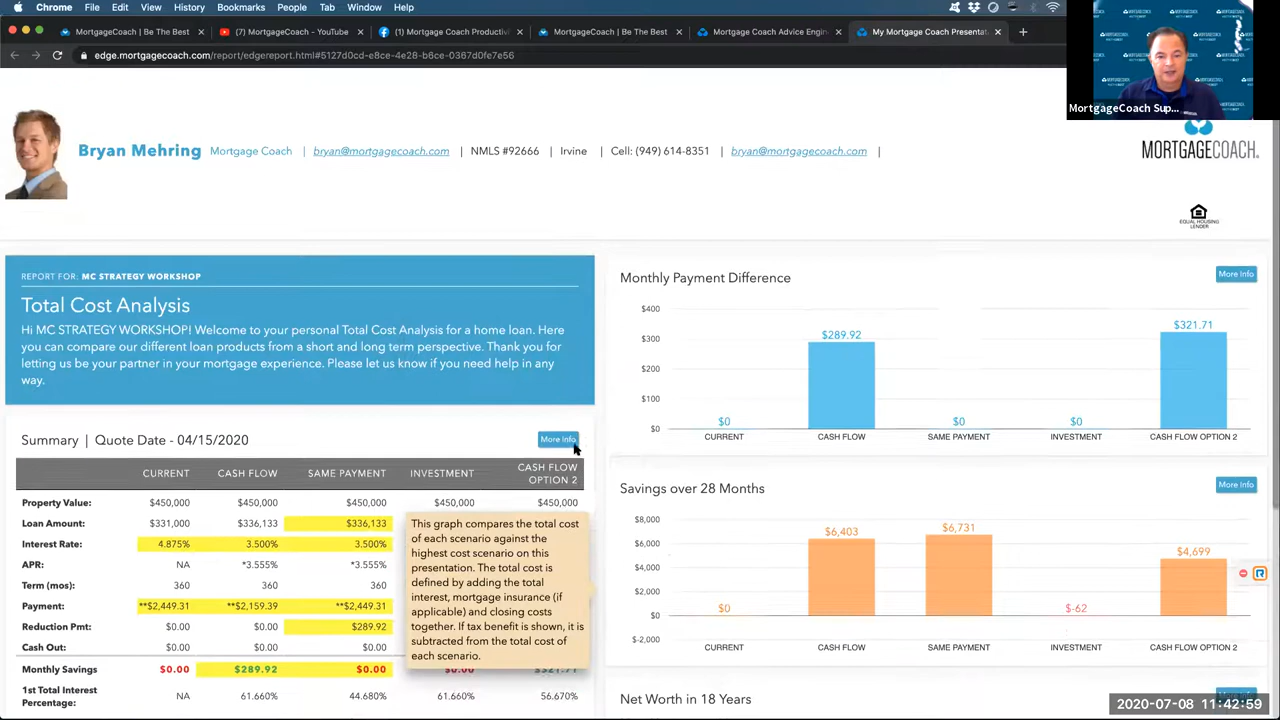 Chrome File Edit View History Bookmarks People Tab Window Help
MortgageCoach | Be The Best
(7) MortgageCoach - YouTube
(1) Mortgage Coach Productiv
MortgageCoach | Be The Best
Mortgage Coach Advice Engin
My Mortgage Coach Presentat
MortgageCoach Sup...
Bryan Mehring Mortgage Coach | bryan@mortgagecoach.com | NMLS #2666 | Irvine | Cell: (949) 614-8351 | bryan@mortgagecoach.com |
MORTGAGECOACH.
EQUAL HOUSING
LENDER
REPORT FOR: MC STRATEGY WORKSHOP
Total Cost Analysis
Hi MC STRATEGY WORKSHOP! Welcome to your personal Total Cost Analysis for a home loan. Here
you can compare our different loan products from a short and long term perspective. Thank you for
letting us be your partner in your mortgage experience. Please let us know if you need help in any
way.
Summary | Quote Date - 04/15/2020 More Info
CURRENT CASH FLOW SAME PAYMENT INVESTMENT CASH FLOW
OPTION 2
Property Value: $450,000 $450,000 $450,000 $450,000 $450,000
Loan Amount: $331,000 $336,133 $336,133
Interest Rate: 4.875% 3.500% 3.500%
APR: NA *3.555% *3.555%
Term (mos): 360 360 360
Payment: **$2,449.31 **$2,159.39 **$2,449.31
Reduction Pmt: $0.00 $0.00 $289.92
Cash Out: $0.00 $0.00 $0.00
Monthly Savings $0.00 $289.92 $0.00 $0.00 $321.71
1st Total Interest
Percentage: NA 61.660% 44.680% 61.660% 56.670%
This graph compares the total cost
of each scenario against the
highest cost scenario on this
presentation. The total cost is
defined by adding the total
interest, mortgage insurance (if
applicable) and closing costs
together. If tax benefit is shown, it is
subtracted from the total cost of
each scenario.
Monthly Payment Difference More Info
$400
$300
$200
$100
$0
$0 $289.92 $0 $0 $321.71
CURRENT CASH FLOW SAME PAYMENT INVESTMENT CASH FLOW OPTION 2
Savings over 28 Months More Info
$8,000
$6,000
$4,000
$2,000
$0
$-2,000
$0 $6,403 $6,731 $-62 $4,699
CURRENT CASH FLOW SAME PAYMENT INVESTMENT CASH FLOW OPTION 2
Net Worth in 18 Years
2020-07-08 11:42:59